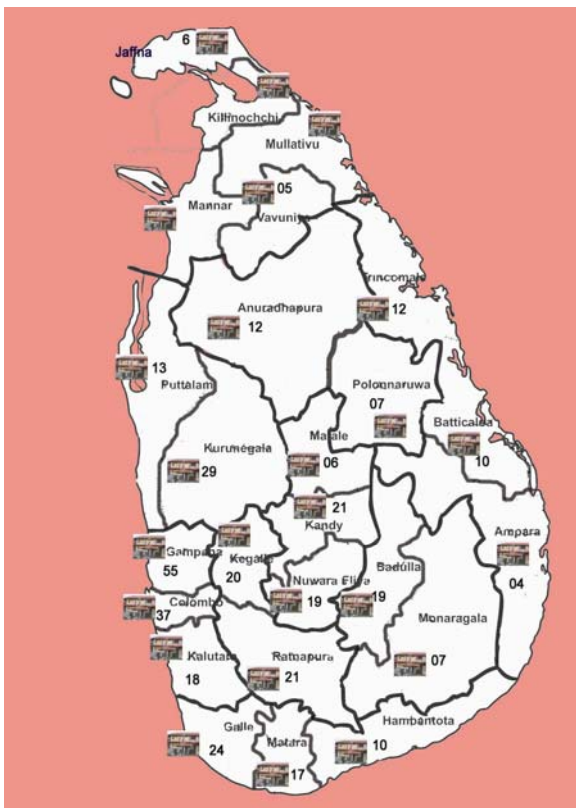 6
Jaffna
Killinochchi
Mullativu
05
Mannar
Vavuniya
Trincomale
Anuradhapura
12
12
13
Puttalam
Polonnaruwa
07
Batticaloa
10
Kurunegala
29
Matale
06
21
Kandy
Ampara
04
Gampaha
55
Kegalle
20
Nuwara Eliya
19
Badulla
19
Colombo
37
Monaragala
07
Kalutara
18
Ratnapura
21
Hambantota
10
Galle
24
Matara
17